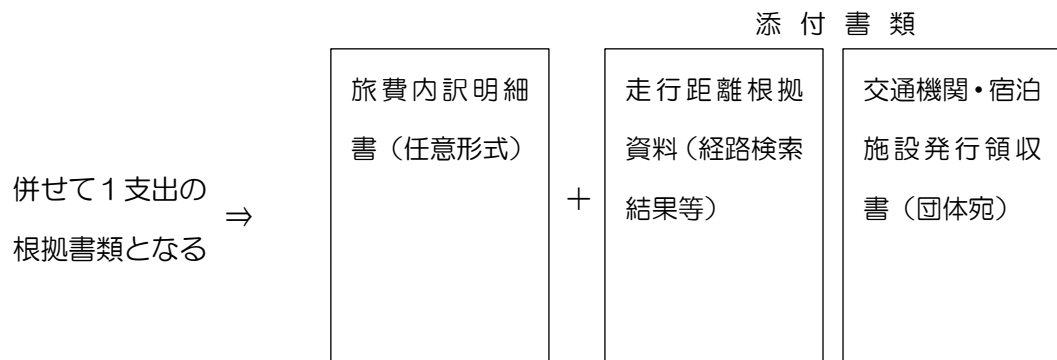 添付書類
併せて1支出の
根拠書類となる
⇒
旅費内訳明細
書（任意形式）
＋
走行距離根拠
資料（経路検索
結果等）
交通機関・宿泊
施設発行領収
書（団体宛）